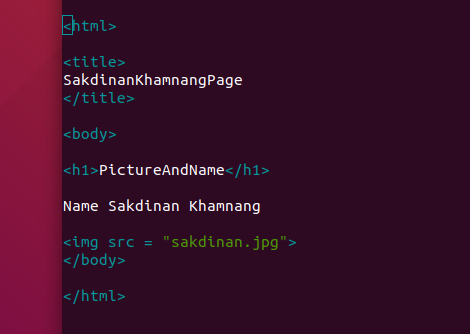 <html>
<title>
SakdinanKhamnangPage
</title>
<body>
<h1>PictureAndName</h1>
Name Sakdinan Khamnang
<img src = "sakdinan.jpg">
</body>
</html>